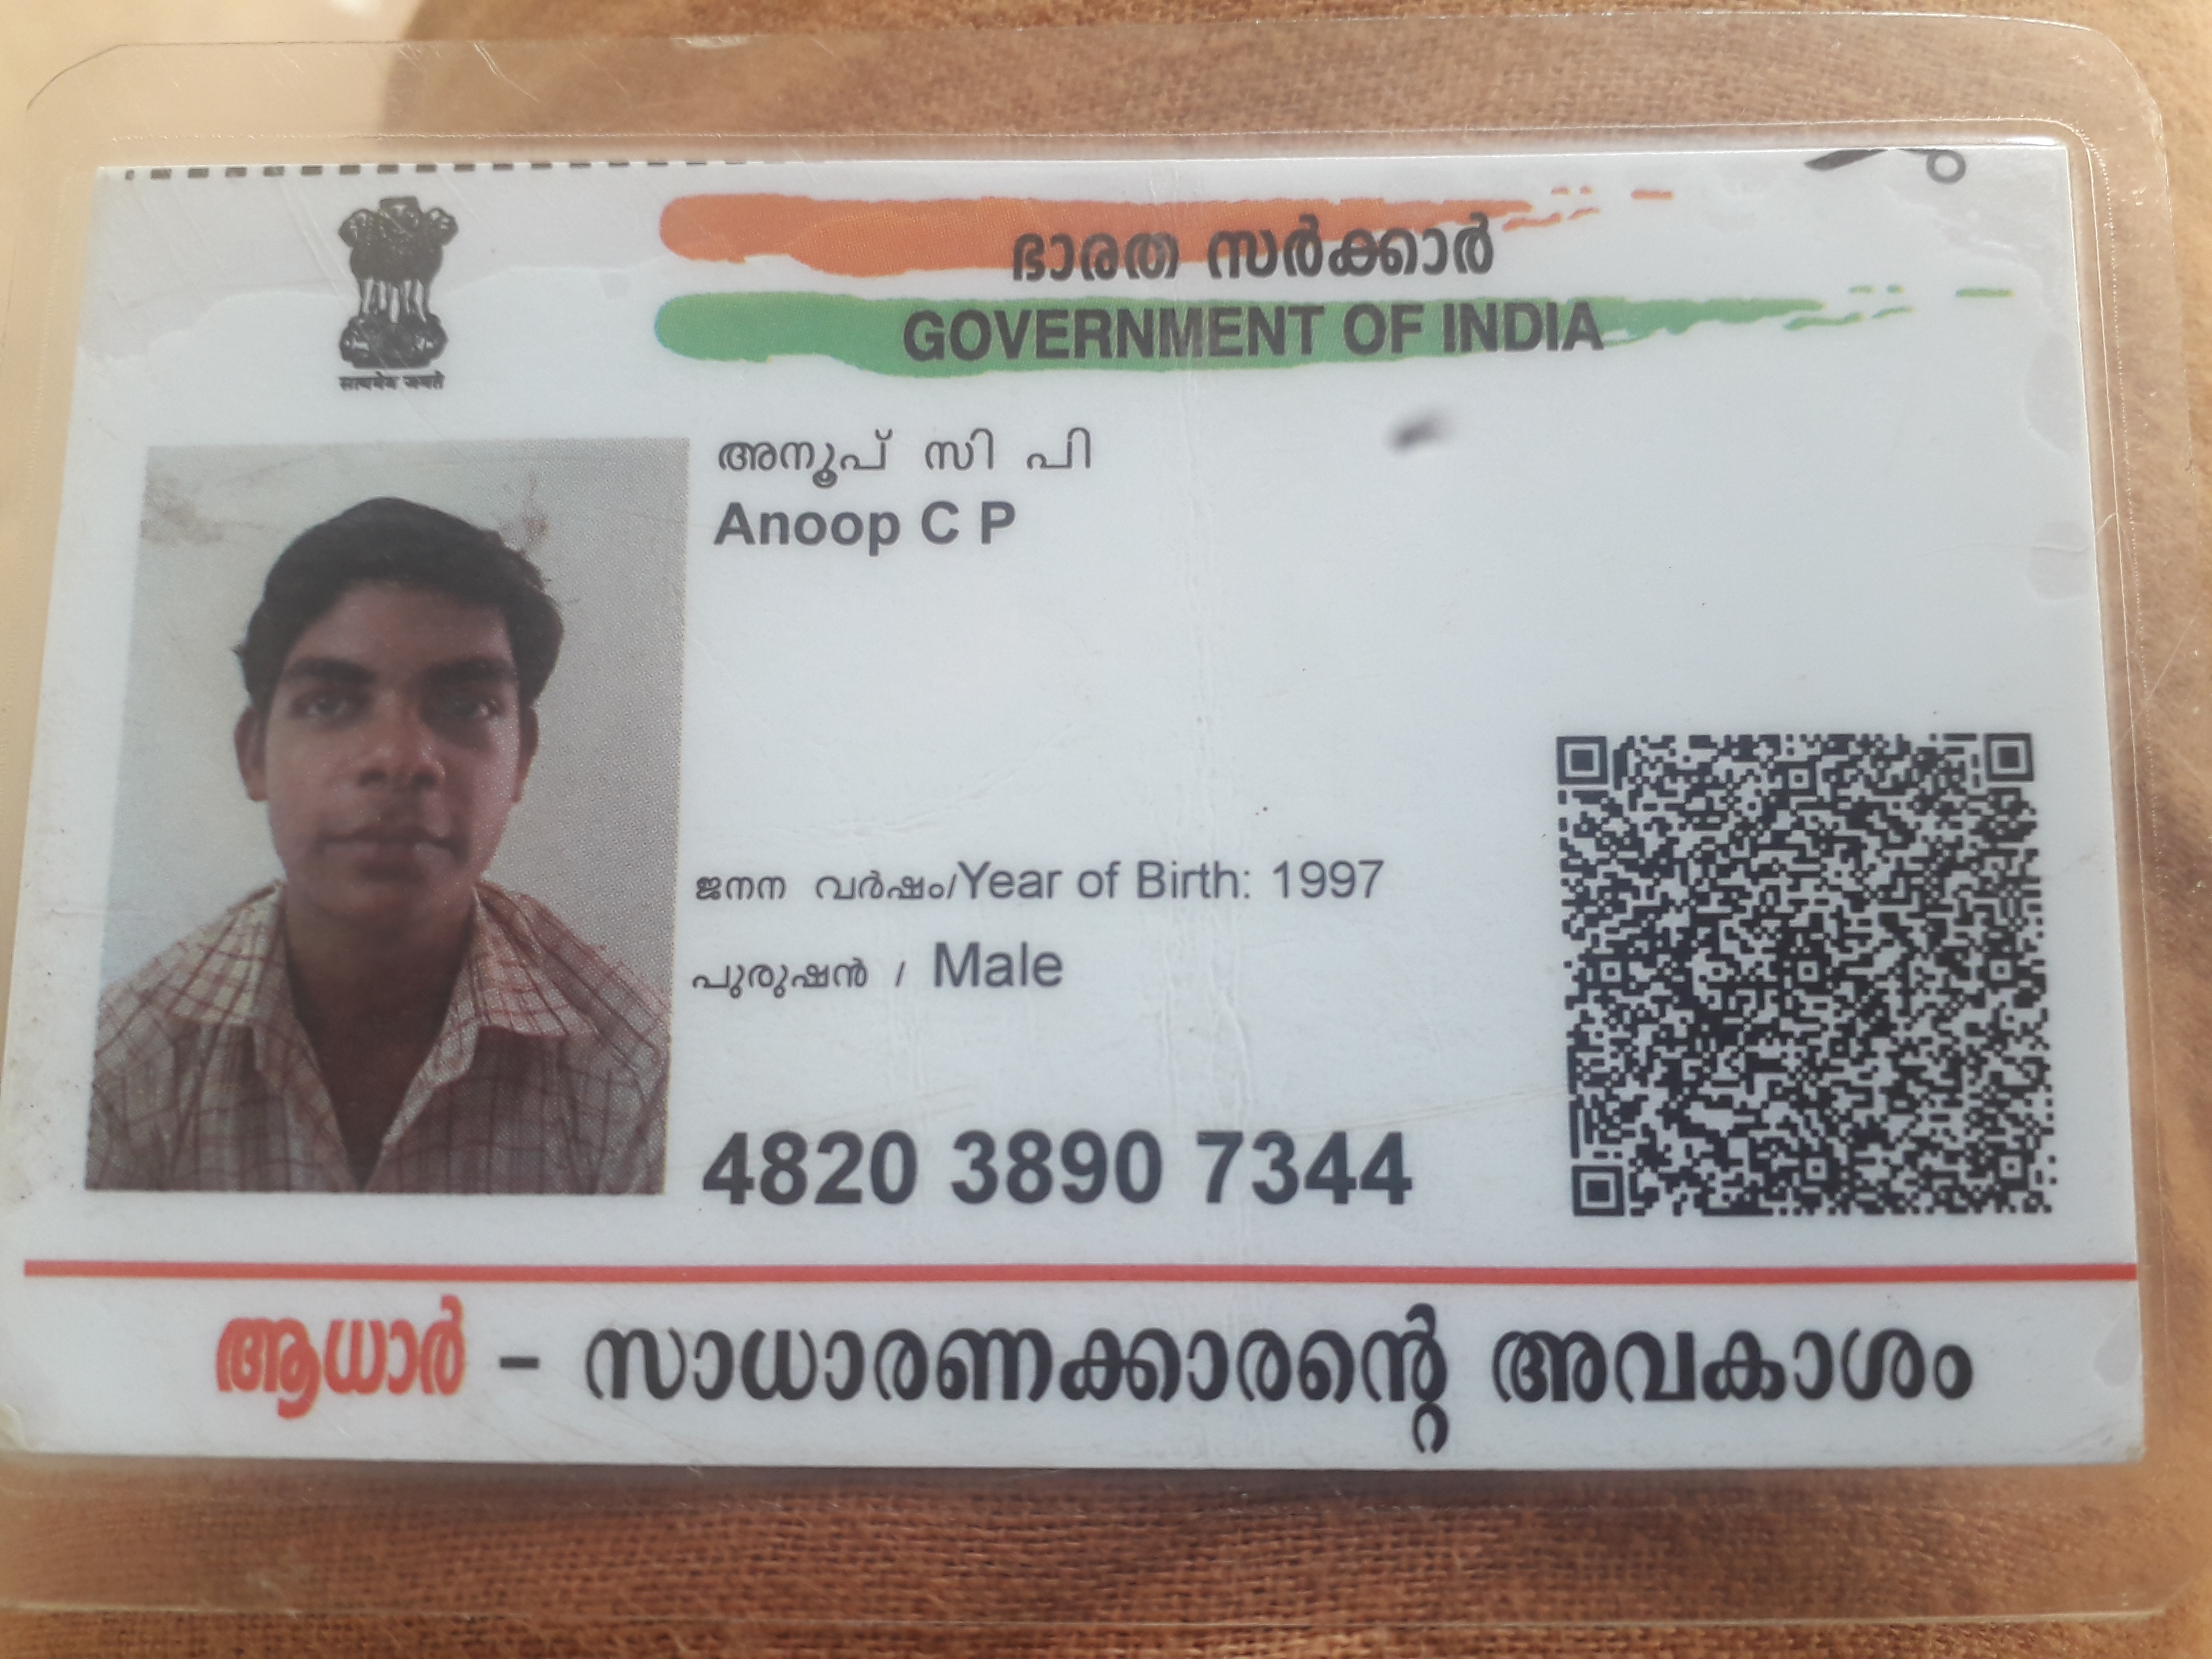 ഭാരത സർക്കാർ
GOVERNMENT OF INDIA
सत्यमेव जयते
അനൂപ് സി പി
Anoop C P
ജനന വർഷം/Year of Birth: 1997
പുരുഷൻ / Male
4820 3890 7344
ആധാർ - സാധാരണക്കാരന്റെ അവകാശം